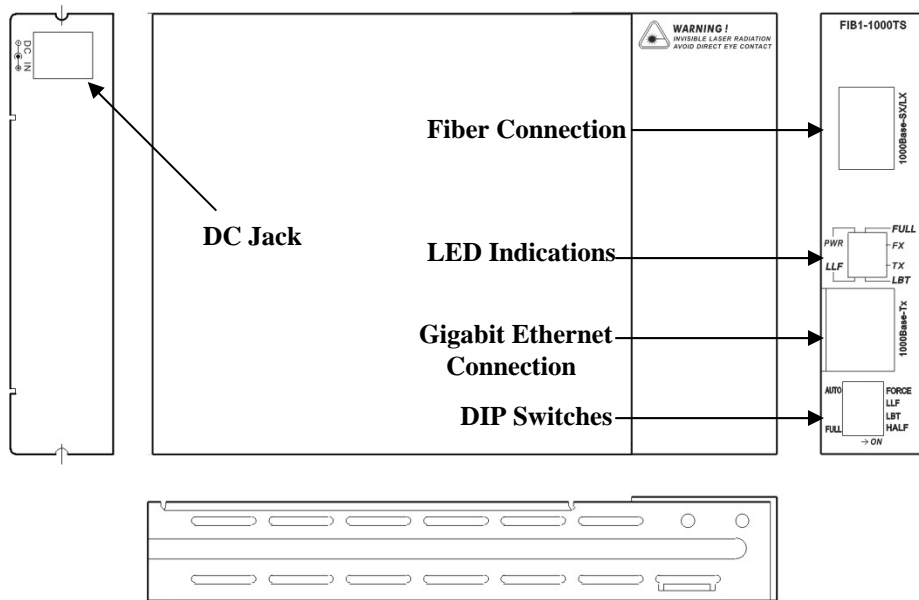 DC IN
WARNING !
INVISIBLE LASER RADIATION
AVOID DIRECT EYE CONTACT
FIB1-1000TS
Fiber Connection
1000Base-SX/LX
DC Jack
LED Indications
PWR
FULL
FX
LLF
TX
LBT
Gigabit Ethernet
Connection
1000Base-Tx
DIP Switches
AUTO
FORCE
LLF
LBT
FULL
HALF
→ ON